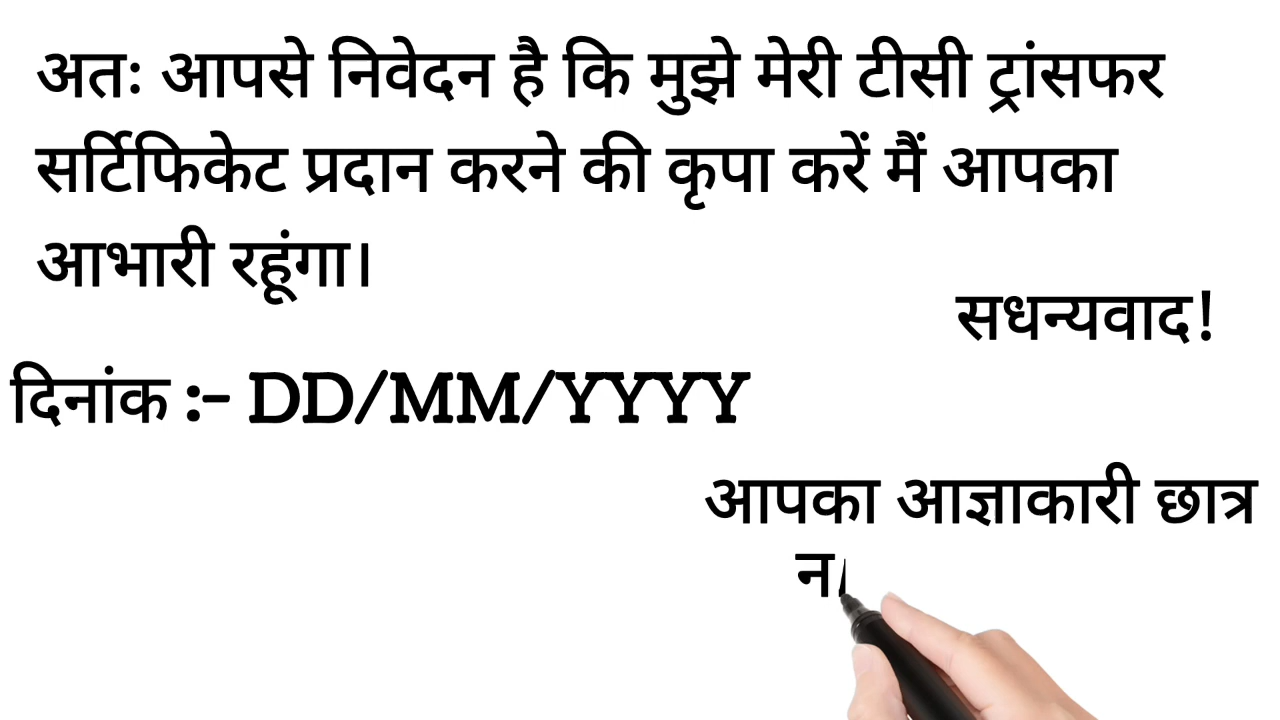 अतः आपसे निवेदन है कि मुझे मेरी टीसी ट्रांसफर
सर्टिफिकेट प्रदान करने की कृपा करें मैं आपका
आभारी रहूंगा।
सधन्यवाद!
दिनांक :- DD/MM/YYYY
आपका आज्ञाकारी छात्र